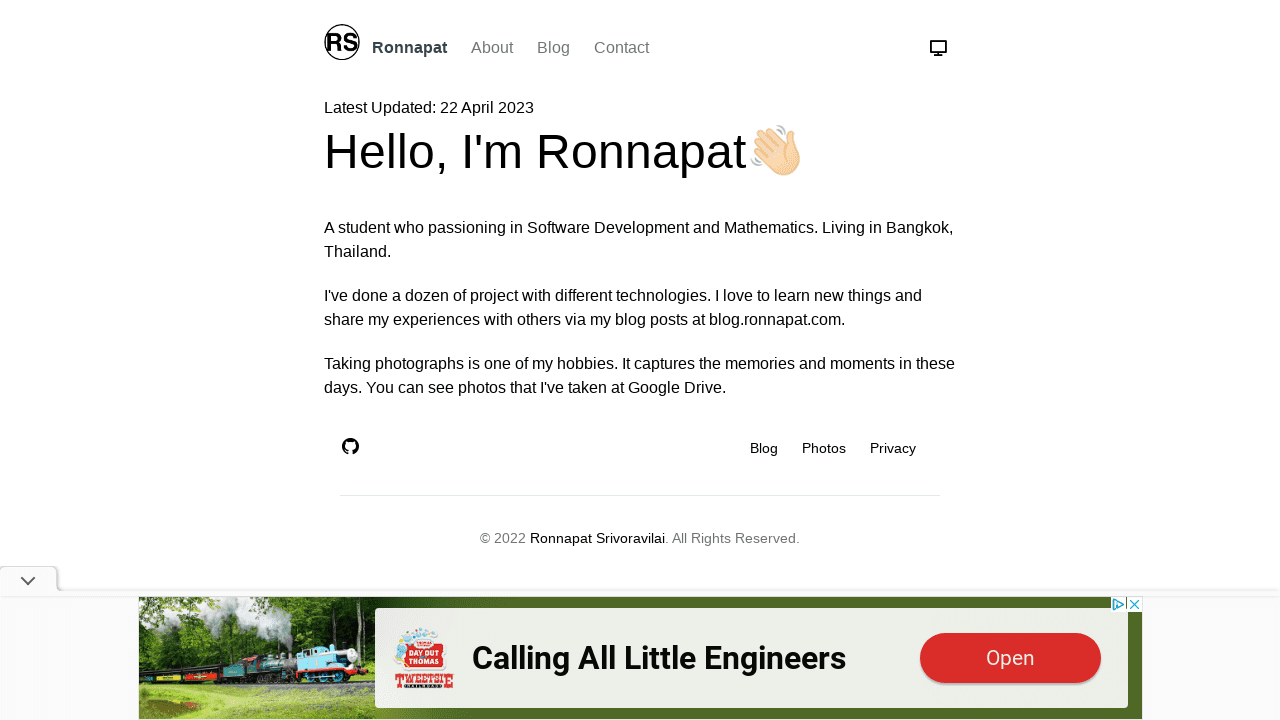 RS
Ronnapat About Blog Contact
Latest Updated: 22 April 2023
Hello, I'm Ronnapat👋🏻
A student who passioning in Software Development and Mathematics. Living in Bangkok,
Thailand.
I've done a dozen of project with different technologies. I love to learn new things and
share my experiences with others via my blog posts at blog.ronnapat.com.
Taking photographs is one of my hobbies. It captures the memories and moments in these
days. You can see photos that I've taken at Google Drive.
Blog Photos Privacy
© 2022 Ronnapat Srivoravilai. All Rights Reserved.
DAY OUT
THOMAS
TWEETSIE
RAILROAD
Calling All Little Engineers
Open